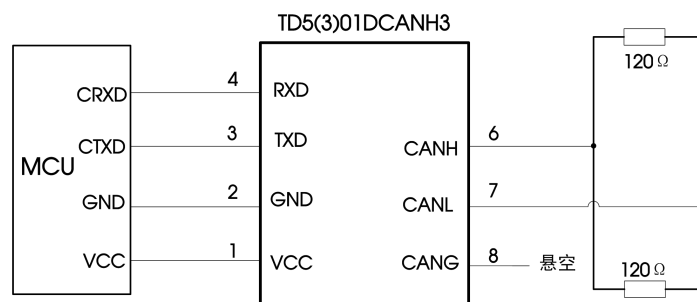 TD5(3)01DCANH3
120Ω
CRXD 4 RXD
CTXD 3 TXD
CANH 6
MCU
GND 2 GND
CANL 7
VCC 1 VCC
CANG 8 悬空
120Ω